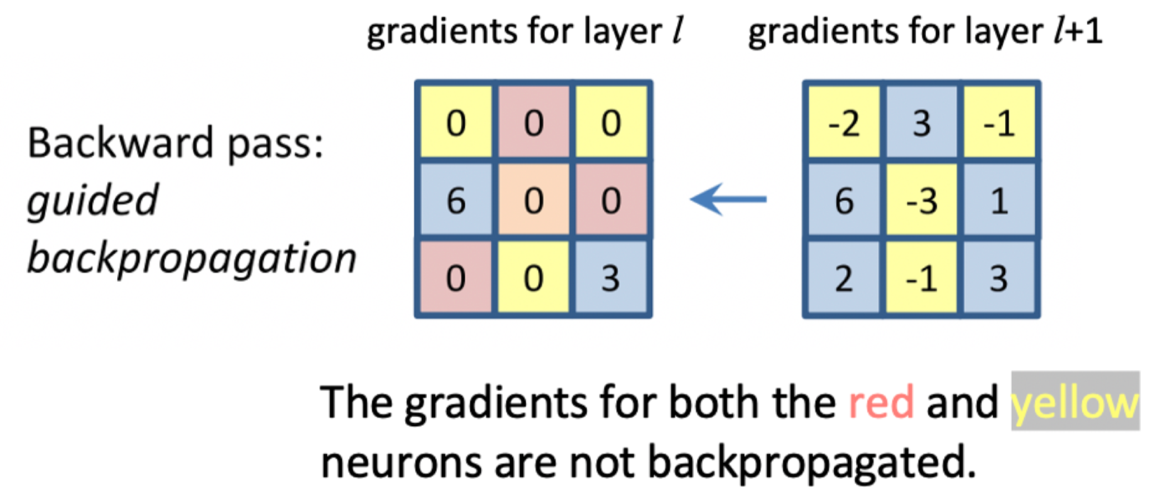 gradients for layer l gradients for layer l+1
Backward pass:
guided
backpropagation
0 0 0
6 0 0
0 0 3
-2 3 -1
6 -3 1
2 -1 3
The gradients for both the red and yellow
neurons are not backpropagated.